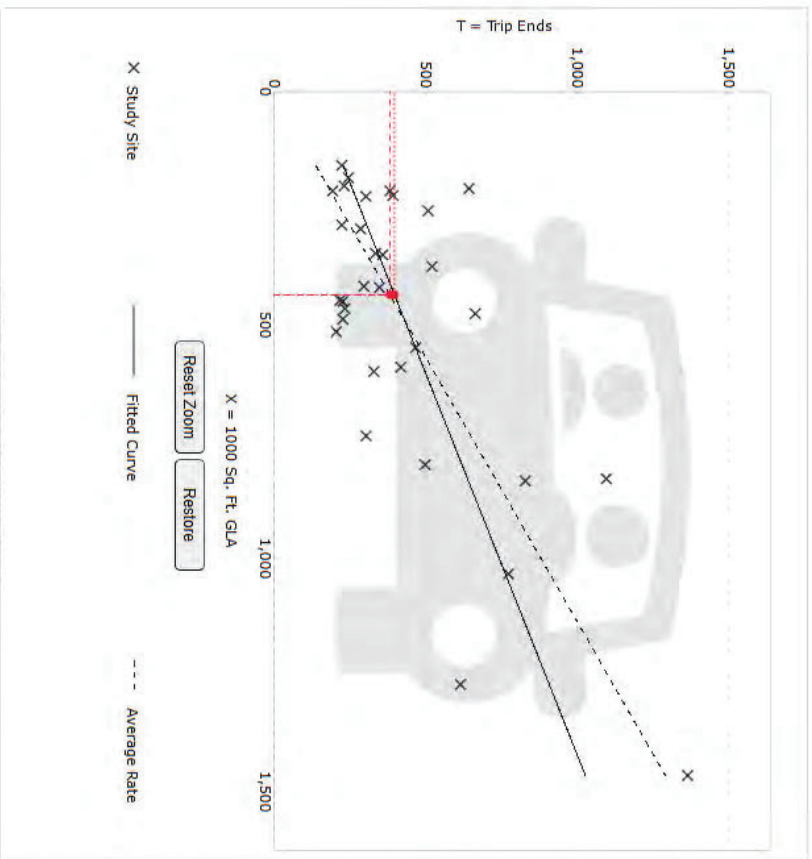 T = Trip Ends
1,500
1,000
500
0
0
500
1,000
1,500
X = 1000 Sq. Ft. GLA
Reset Zoom
Restore
Study Site
Fitted Curve
Average Rate